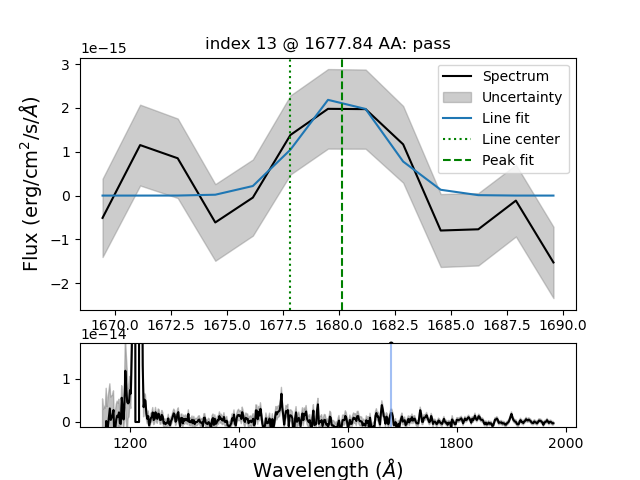 index 13 @ 1677.84 AA: pass
1e−15
3
2
1
0
−1
−2
Flux (erg/cm²/s/Å)
Spectrum
Uncertainty
Line fit
Line center
Peak fit
1670.0 1672.5 1675.0 1677.5 1680.0 1682.5 1685.0 1687.5 1690.0
1e−14
1
0
1200 1400 1600 1800 2000
Wavelength (Å)